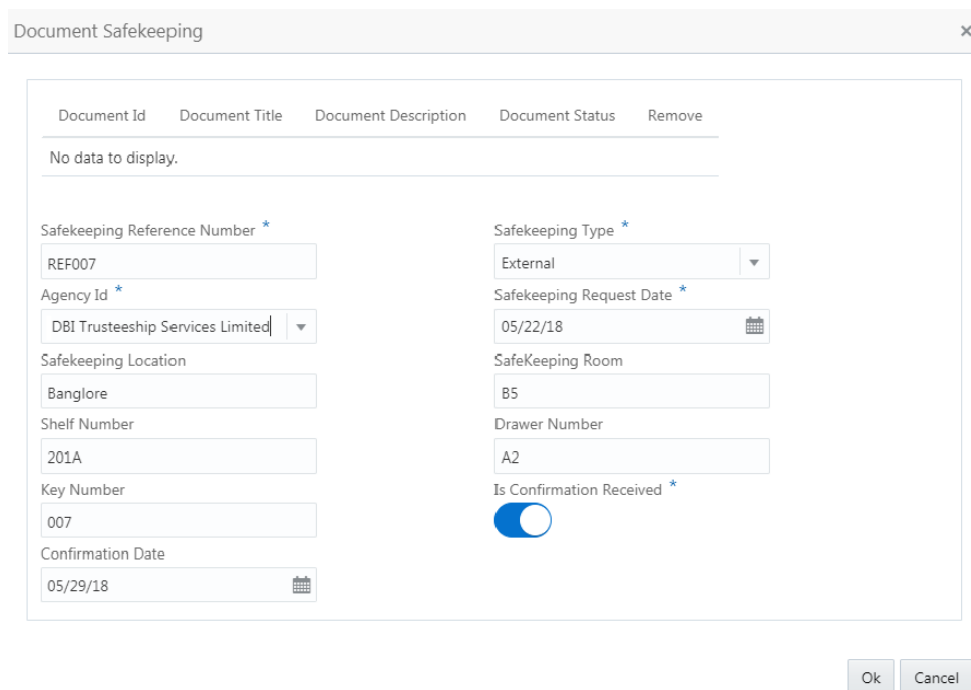 Document Safekeeping ×
Document Id Document Title Document Description Document Status Remove
No data to display.
Safekeeping Reference Number * Safekeeping Type *
REF007 External
Agency Id * Safekeeping Request Date *
DBI Trusteeship Services Limited 05/22/18
Safekeeping Location SafeKeeping Room
Banglore B5
Shelf Number Drawer Number
201A A2
Key Number Is Confirmation Received *
007
Confirmation Date
05/29/18
Ok Cancel